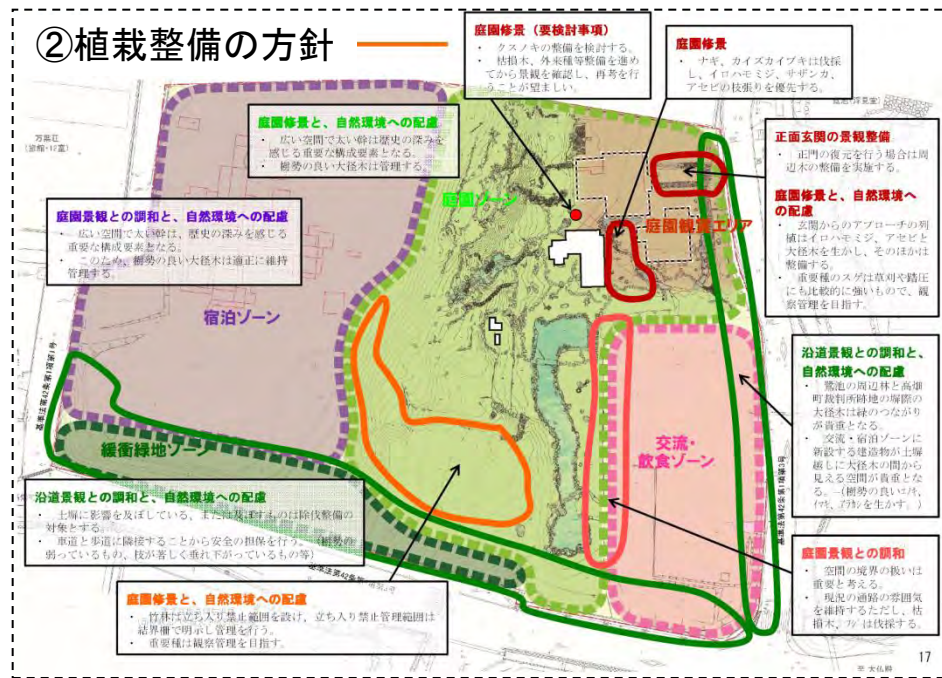 ②植栽整備の方針
庭園修景（要検討事項）
・ クスノキの整備を検討する。
・ 枯損木、外来種等整備を進め
てから景観を確認し、再考を行
うことが望ましい。
庭園修景
・ ナギ、カイズカイブキは伐採
し、イロハモミジ、サザンカ、
アセビの枝張りを優先する。
万葉荘
庭園修景と、自然環境への配慮
・ 広い空間で太い幹は歴史の深みを
感じる重要な構成要素となる。
・ 樹勢の良い大径木は管理する。
正面玄関の景観整備
・ 正門の復元を行う場合は周
辺木の整備を実施する。
庭園修景と、自然環境へ
の配慮
・ 玄関からのアプローチの列
植はイロハモミジ、アセビと
大径木を生かし、そのほかは
整備する。
・ 重要種のスゲは草刈や踏圧
にも比較的に強いもので、観
察管理を目指す。
庭園ゾーン
庭園観賞エリア
庭園景観との調和と、自然環境への配慮
・ 広い空間で太い幹は、歴史の深みを感じる
重要な構成要素となる。
・ このため、樹勢の良い大径木は適正に維持
管理する。
宿泊ゾーン
沿道景観との調和と、
自然環境への配慮
・ 鷺池の周辺林と高畑
町裁判所跡地の塀際の
大径木は緑のつながり
が貴重となる。
・ 交流・宿泊ゾーンに
新設する建造物が土塀
越しに大径木の間から
見える空間が貴重とな
る。
交流・
飲食ゾーン
緩衝緑地ゾーン
沿道景観との調和と、自然環境への配慮
・ 土塀に影響を及ぼしている、または及ぼすものは除伐整備の
対象とする。
・ 車道と歩道に隣接することから安全の担保を行う。（樹勢の
弱っているもの、枝が著しく垂れ下がっているもの等）
庭園景観との調和
・ 空間の境界の扱いは
重要と考える。
・ 現況の通路の雰囲気
を維持するただし、枯
損木、
は伐採する。
庭園修景と、自然環境への配慮
・ 竹林は立ち入り禁止範囲を設け、立ち入り禁止管理範囲は
結界柵で明示し管理を行う。
・ 重要種は観察管理を目指す。
17